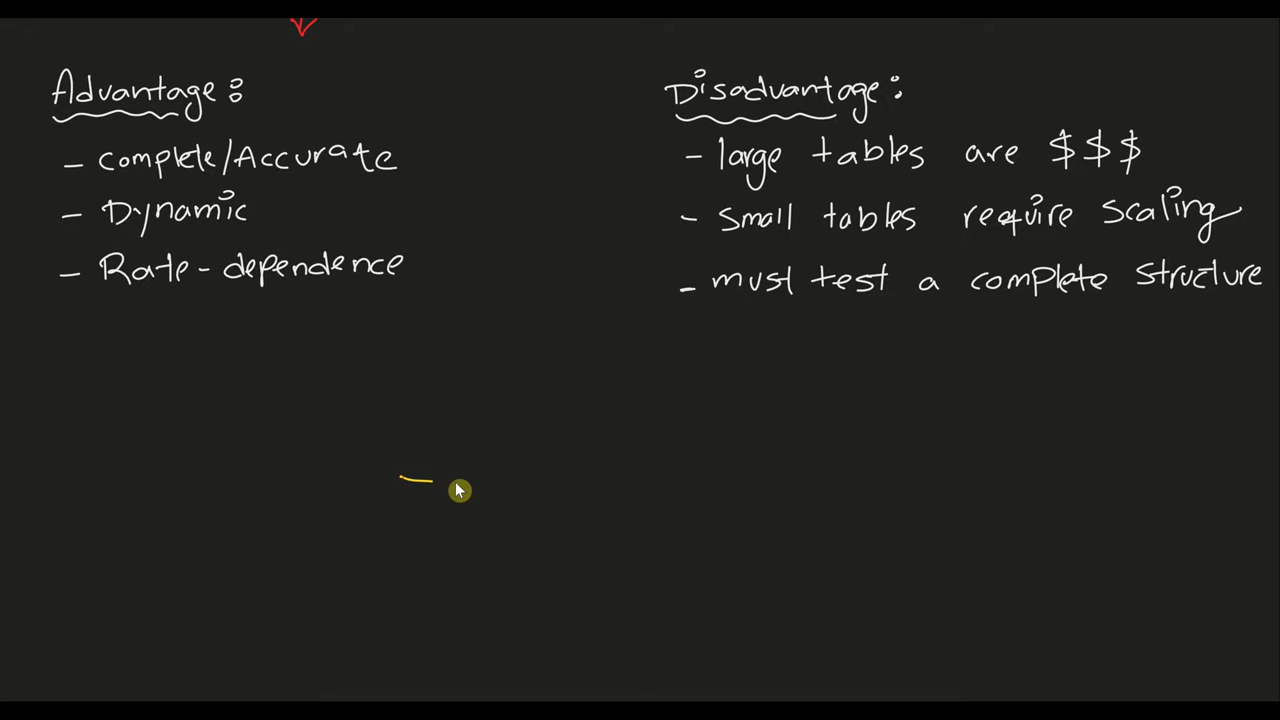 Advantage:
- Complete/Accurate
- Dynamic
- Rate-dependence
Disadvantage:
- large tables are $$$
- small tables require scaling
- must test a complete structure